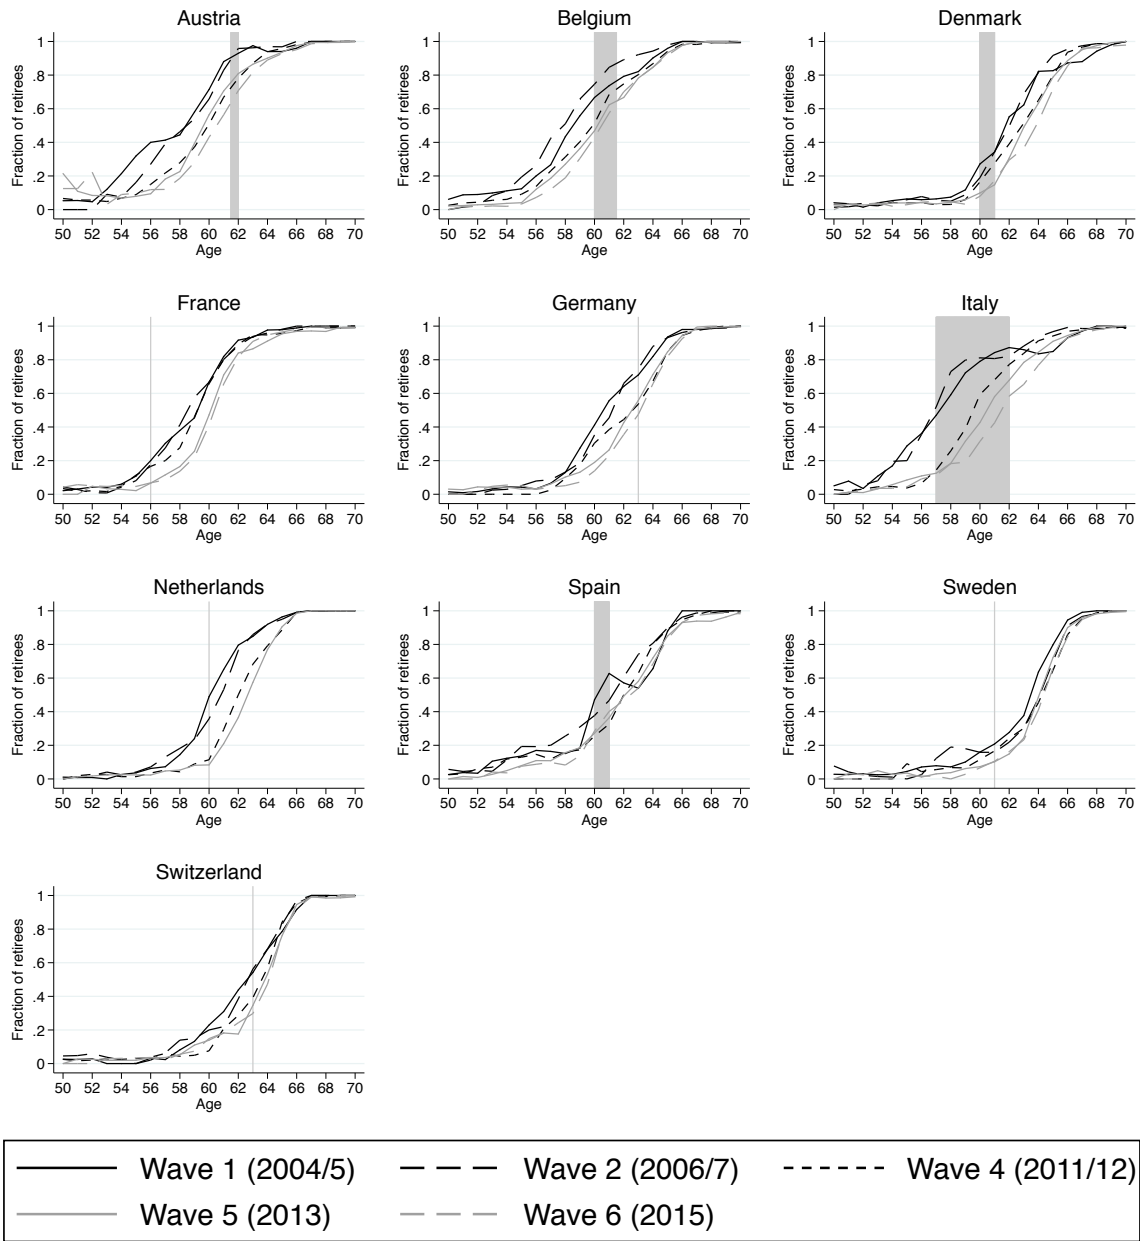 Austria
Belgium
Denmark
Fraction of retirees
1
.8
.6
.4
.2
0
50 52 54 56 58 60 62 64 66 68 70
Age
Fraction of retirees
1
.8
.6
.4
.2
0
50 52 54 56 58 60 62 64 66 68 70
Age
Fraction of retirees
1
.8
.6
.4
.2
0
50 52 54 56 58 60 62 64 66 68 70
Age
France
Germany
Italy
Fraction of retirees
1
.8
.6
.4
.2
0
50 52 54 56 58 60 62 64 66 68 70
Age
Fraction of retirees
1
.8
.6
.4
.2
0
50 52 54 56 58 60 62 64 66 68 70
Age
Fraction of retirees
1
.8
.6
.4
.2
0
50 52 54 56 58 60 62 64 66 68 70
Age
Netherlands
Spain
Sweden
Fraction of retirees
1
.8
.6
.4
.2
0
50 52 54 56 58 60 62 64 66 68 70
Age
Fraction of retirees
1
.8
.6
.4
.2
0
50 52 54 56 58 60 62 64 66 68 70
Age
Fraction of retirees
1
.8
.6
.4
.2
0
50 52 54 56 58 60 62 64 66 68 70
Age
Switzerland
Fraction of retirees
1
.8
.6
.4
.2
0
50 52 54 56 58 60 62 64 66 68 70
Age
Wave 1 (2004/5)
Wave 2 (2006/7)
Wave 4 (2011/12)
Wave 5 (2013)
Wave 6 (2015)